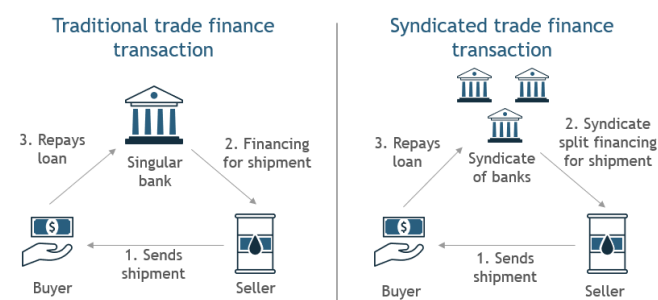 Traditional trade finance
transaction
3. Repays
loan
Singular
bank
2. Financing
for shipment
$
1. Sends
shipment
Buyer
Seller
Syndicated trade finance
transaction
3. Repays
loan
Syndicate
of banks
2. Syndicate
split financing
for shipment
$
1. Sends
shipment
Buyer
Seller